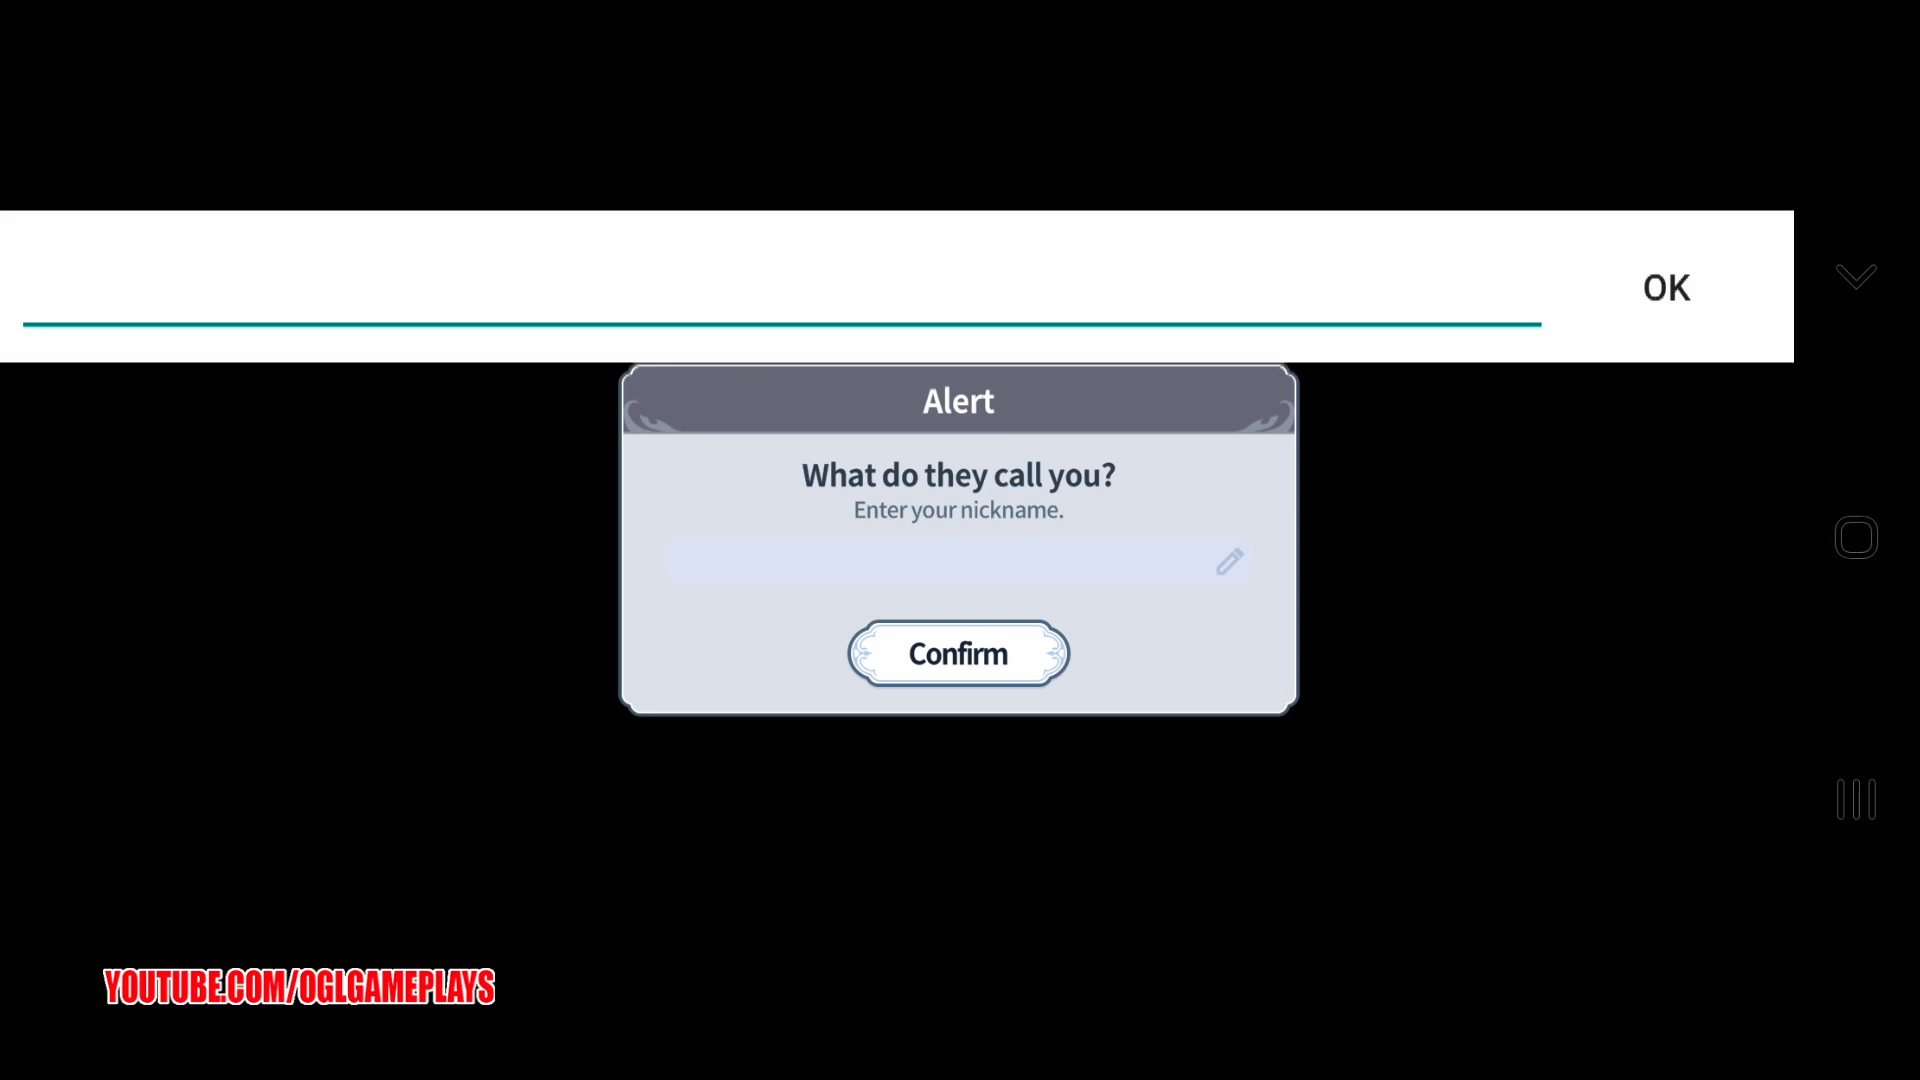 OK
Alert
What do they call you?
Enter your nickname.
Confirm
YOUTUBE.COM/OGLGAMEPLAYS